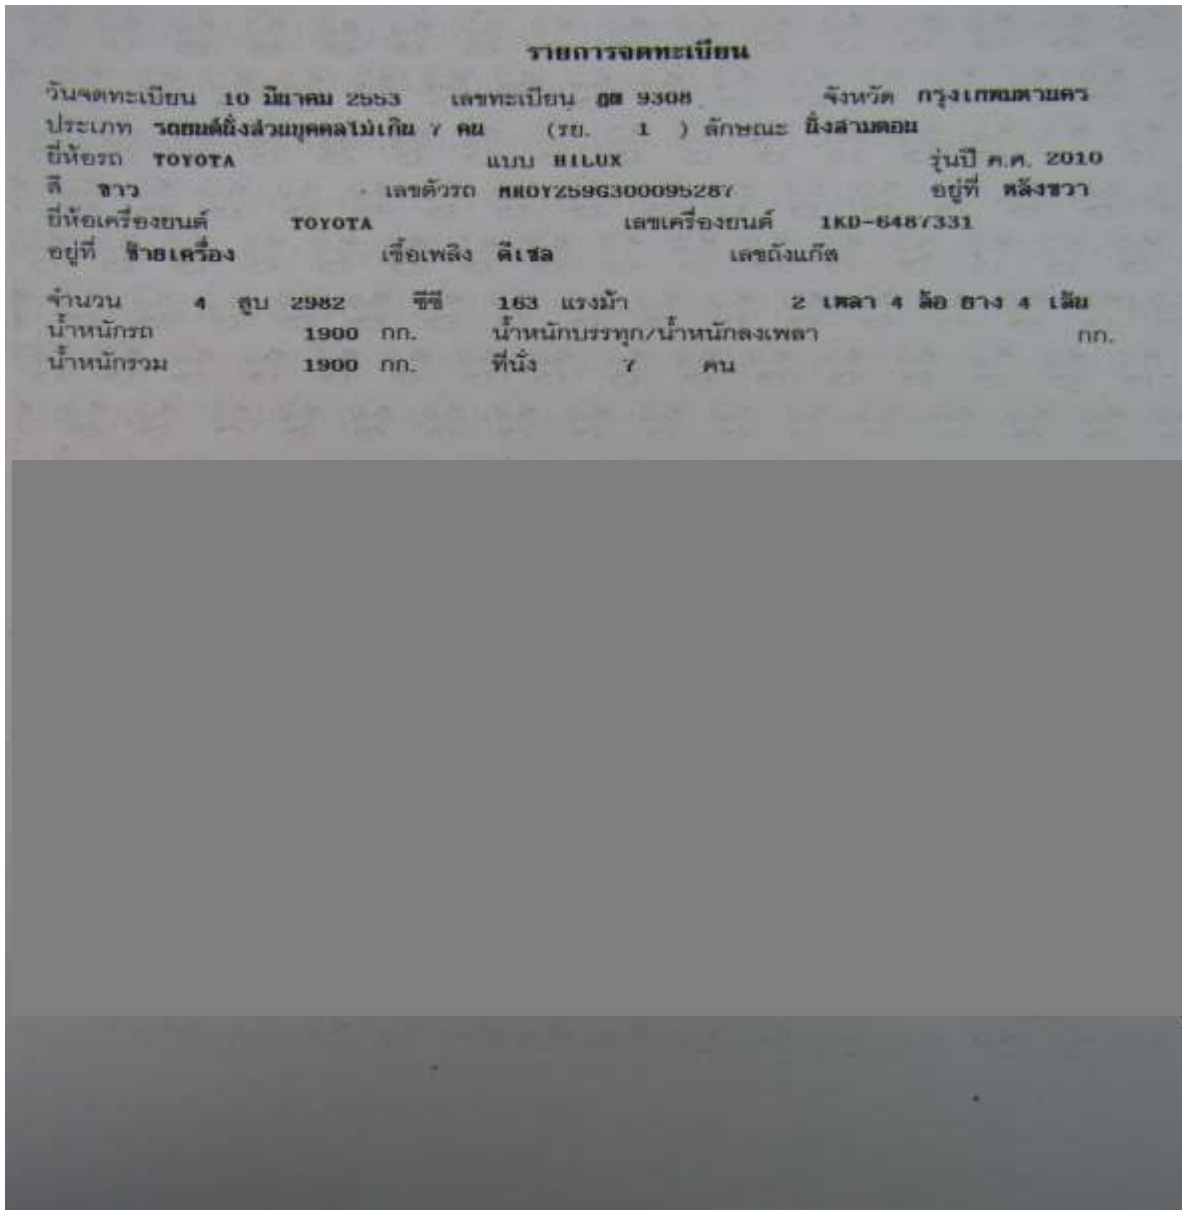 รายการจดทะเบียน
วันจดทะเบียน 10 มีนาคม 2553 เลขทะเบียน 9308 จังหวัด กรุงเทพมหานคร
ประเภท รถยนต์นั่งส่วนบุคคลไม่เกิน 7 คน (รย. 1 ) ลักษณะ นั่งสามตอน
ยี่ห้อรถ TOYOTA แบบ HILUX รุ่นปี ค.ศ. 2010
สี ขาว เลขตัวรถ MR0YZ59G300095287 อยู่ที่ หลังขวา
ยี่ห้อเครื่องยนต์ TOYOTA เลขเครื่องยนต์ 1KD-6487331
อยู่ที่ ซ้ายเครื่อง เชื้อเพลิง ดีเซล เลขถังแก๊ส
จำนวน 4 สูบ 2982 ซีซี 163 แรงม้า 2 เพลา 4 ล้อ ยาง 4 เส้น
น้ำหนักรถ 1900 กก. น้ำหนักบรรทุก/น้ำหนักลงเพลา กก.
น้ำหนักรวม 1900 กก. ที่นั่ง 7 คน